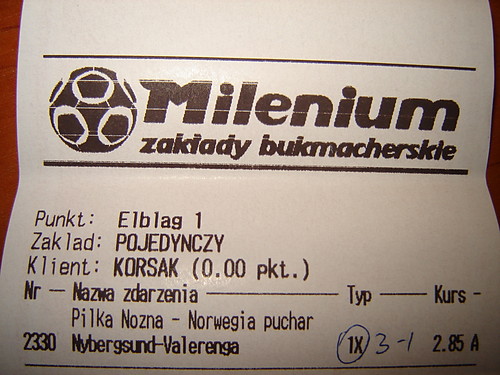 Milenium
zakłady bukmacherskie
Punkt: Elblag 1
Zaklad: POJEDYNCZY
Klient: KORSAK (0.00 pkt.)
Nr — Nazwa zdarzenia — Typ — Kurs -
Pilka Nozna - Norwegia puchar
2330 Nybergsund-Valerenga 1X 3-1 2.85 A